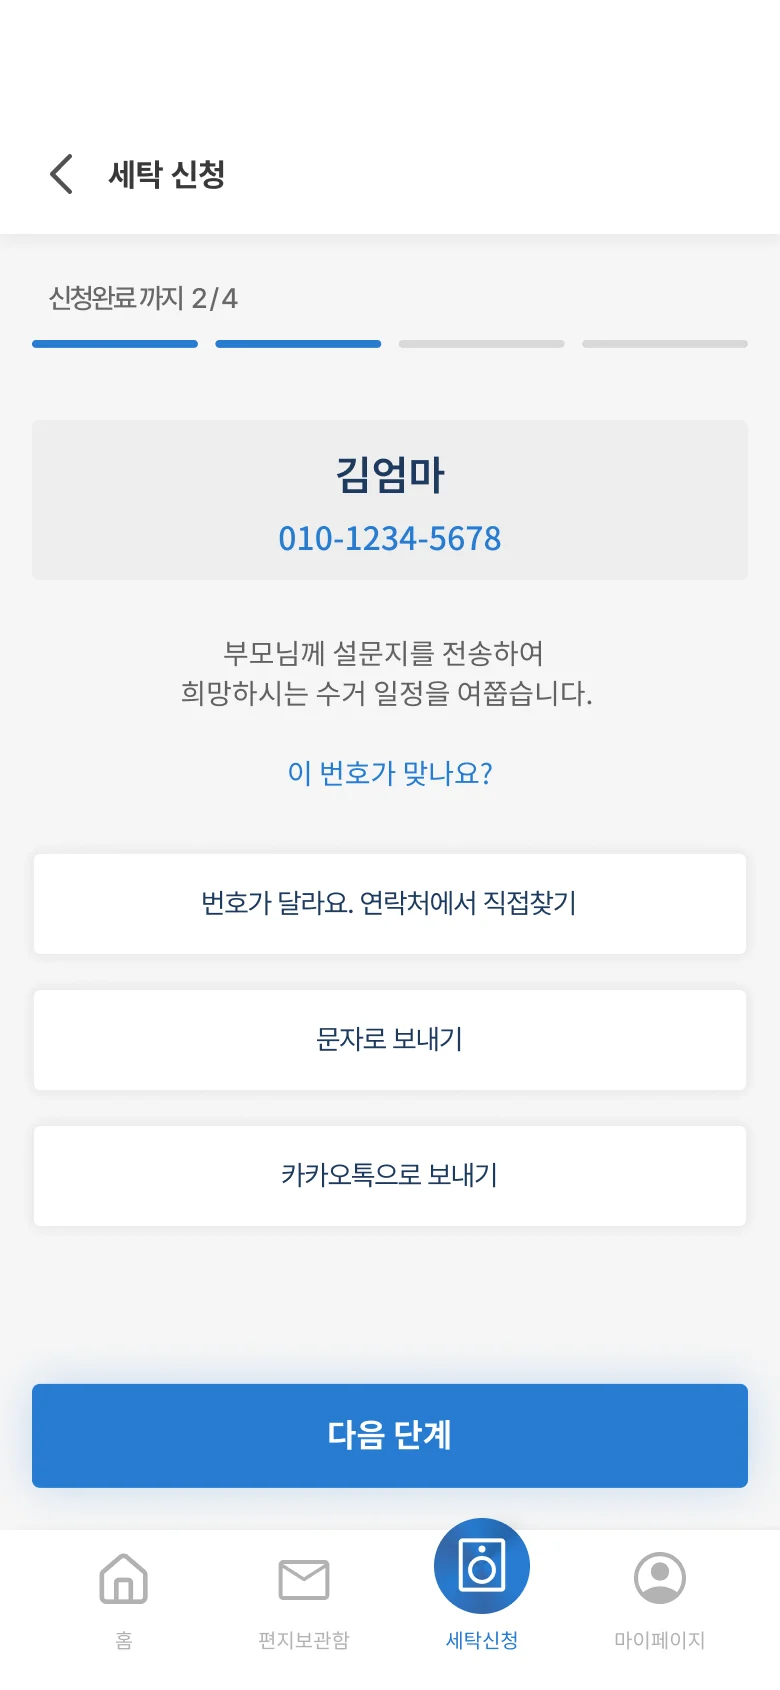 세탁 신청
신청완료 까지 2/4
김엄마
010-1234-5678
부모님께 설문지를 전송하여
희망하시는 수거 일정을 여쭙습니다.
이 번호가 맞나요?
번호가 달라요. 연락처에서 직접찾기
문자로 보내기
카카오톡으로 보내기
다음 단계
홈
편지보관함
세탁신청
마이페이지